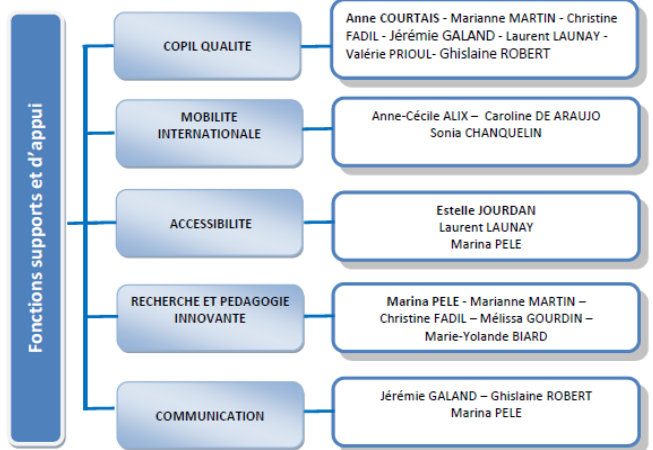 Fonctions supports et d'appui
COPIL QUALITE
Anne COURTAIS - Marianne MARTIN - Christine
FADIL - Jérémie GALAND - Laurent LAUNAY -
Valérie PRIOUL- Ghislaine ROBERT
MOBILITE
INTERNATIONALE
Anne-Cécile ALIX – Caroline DE ARAUJO
Sonia CHANQUELIN
ACCESSIBILITE
Estelle JOURDAN
Laurent LAUNAY
Marina PELE
RECHERCHE ET PEDAGOGIE
INNOVANTE
Marina PELE - Marianne MARTIN –
Christine FADIL – Mélissa GOURDIN –
Marie-Yolande BIARD
COMMUNICATION
Jérémie GALAND – Ghislaine ROBERT
Marina PELE